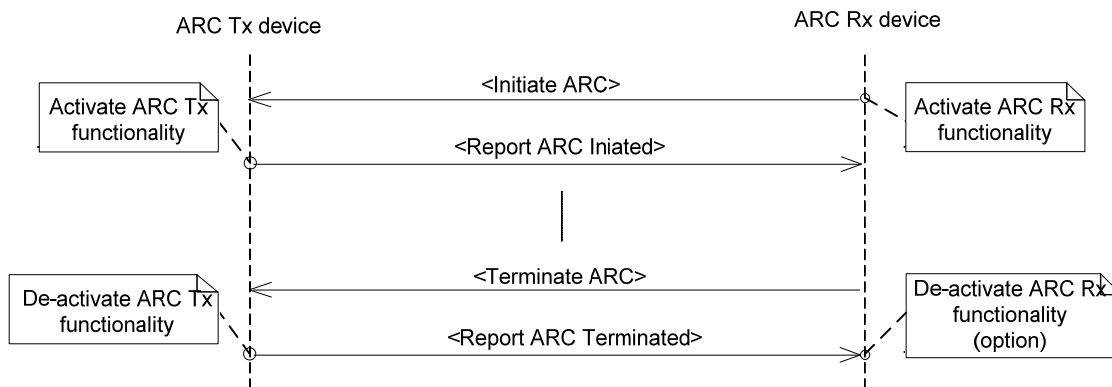 ARC Tx device
ARC Rx device
<Initiate ARC>
Activate ARC Tx
functionality
Activate ARC Rx
functionality
<Report ARC Iniated>
<Terminate ARC>
De-activate ARC Tx
functionality
De-activate ARC Rx
functionality
(option)
<Report ARC Terminated>